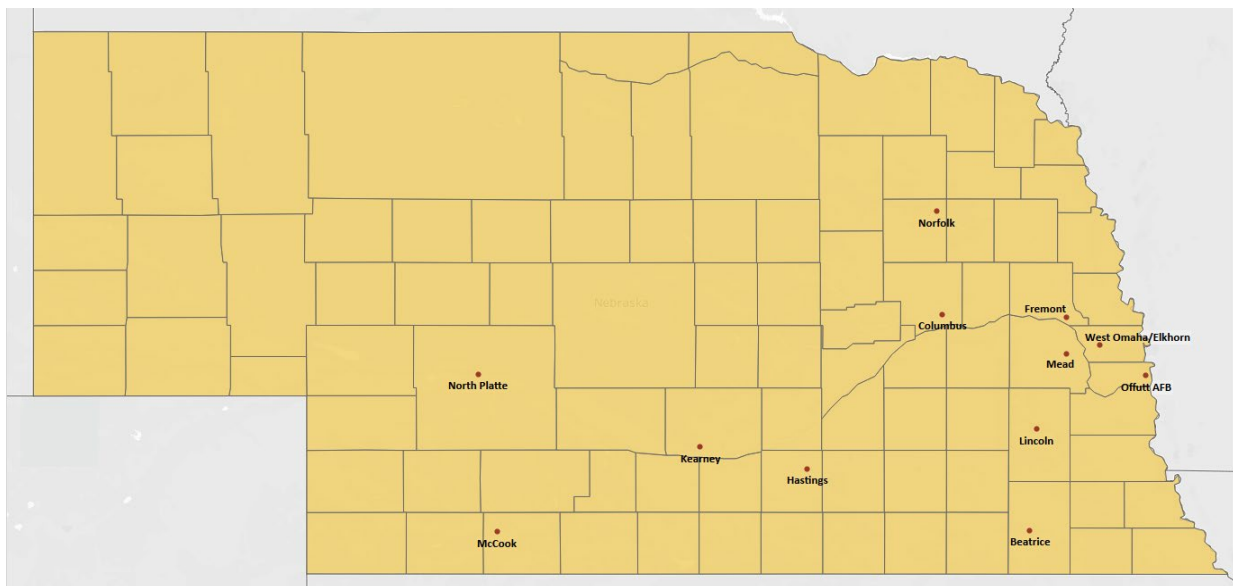 Norfolk
Nebraska
Fremont
Columbus
West Omaha/Elkhorn
Mead
North Platte
Offutt AFB
Lincoln
Kearney
Hastings
McCook
Beatrice